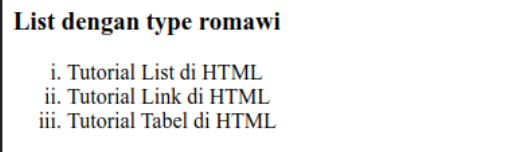 List dengan type romawi
i. Tutorial List di HTML
ii. Tutorial Link di HTML
iii. Tutorial Tabel di HTML